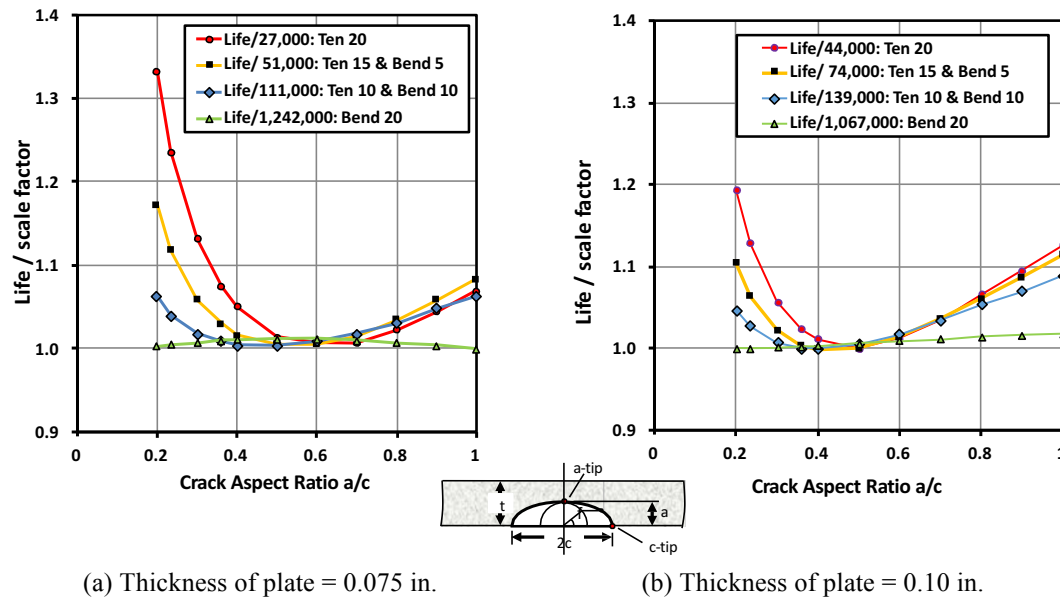 1.4
1.3
1.2
1.1
1.0
0.9
Life / scale factor
Life/27,000: Ten 20
Life/ 51,000: Ten 15 & Bend 5
Life/111,000: Ten 10 & Bend 10
Life/1,242,000: Bend 20
0 0.2 0.4 0.6 0.8 1
Crack Aspect Ratio a/c
1.4
1.3
1.2
1.1
1.0
0.9
Life / scale factor
Life/44,000: Ten 20
Life/ 74,000: Ten 15 & Bend 5
Life/139,000: Ten 10 & Bend 10
Life/1,067,000: Bend 20
0 0.2 0.4 0.6 0.8 1
Crack Aspect Ratio a/c
a-tip
t
r
a
2c
c-tip
(a) Thickness of plate = 0.075 in.
(b) Thickness of plate = 0.10 in.